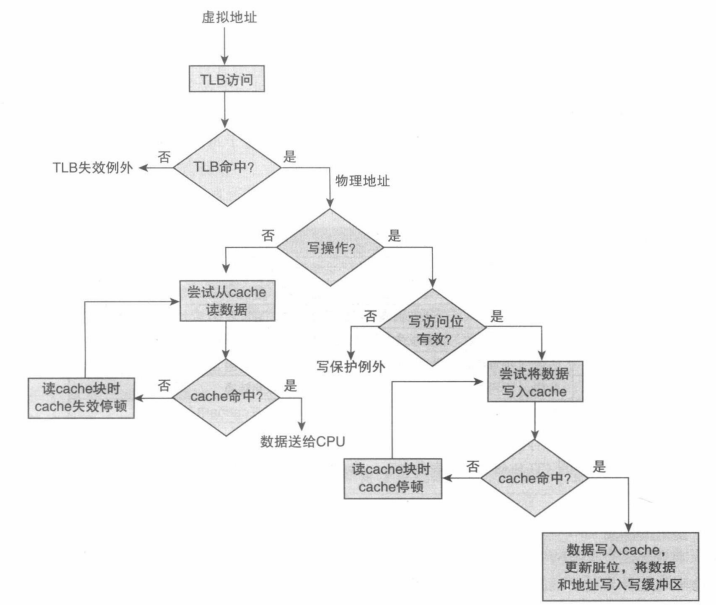 虚拟地址
TLB访问
TLB命中?
否
是
TLB失效例外
物理地址
写操作?
否
是
尝试从cache
读数据
cache命中?
否
是
读cache块时
cache失效停顿
数据送给CPU
写访问位
有效?
否
是
写保护例外
尝试将数据
写入cache
cache命中?
否
是
读cache块时
cache停顿
数据写入cache,
更新脏位,将数据
和地址写入写缓冲区